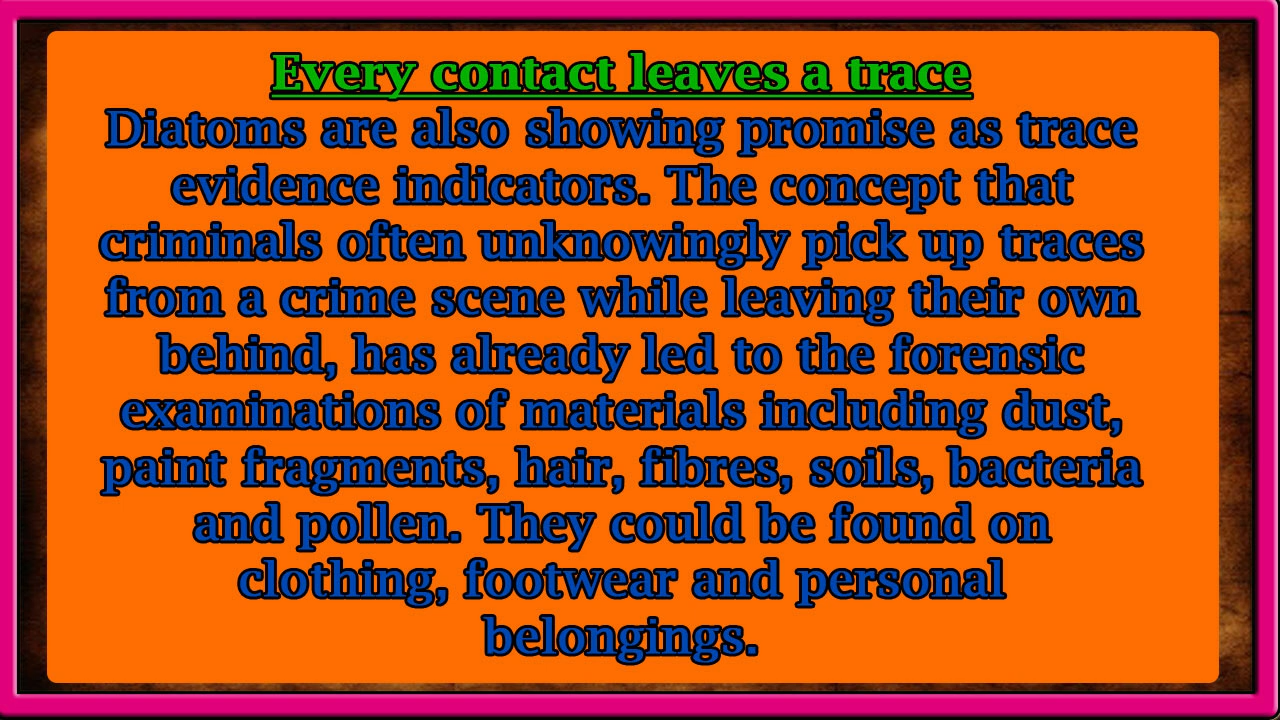 Every contact leaves a trace
Diatoms are also showing promise as trace
evidence indicators. The concept that
criminals often unknowingly pick up traces
from a crime scene while leaving their own
behind, has already led to the forensic
examinations of materials including dust,
paint fragments, hair, fibres, soils, bacteria
and pollen. They could be found on
clothing, footwear and personal
belongings.